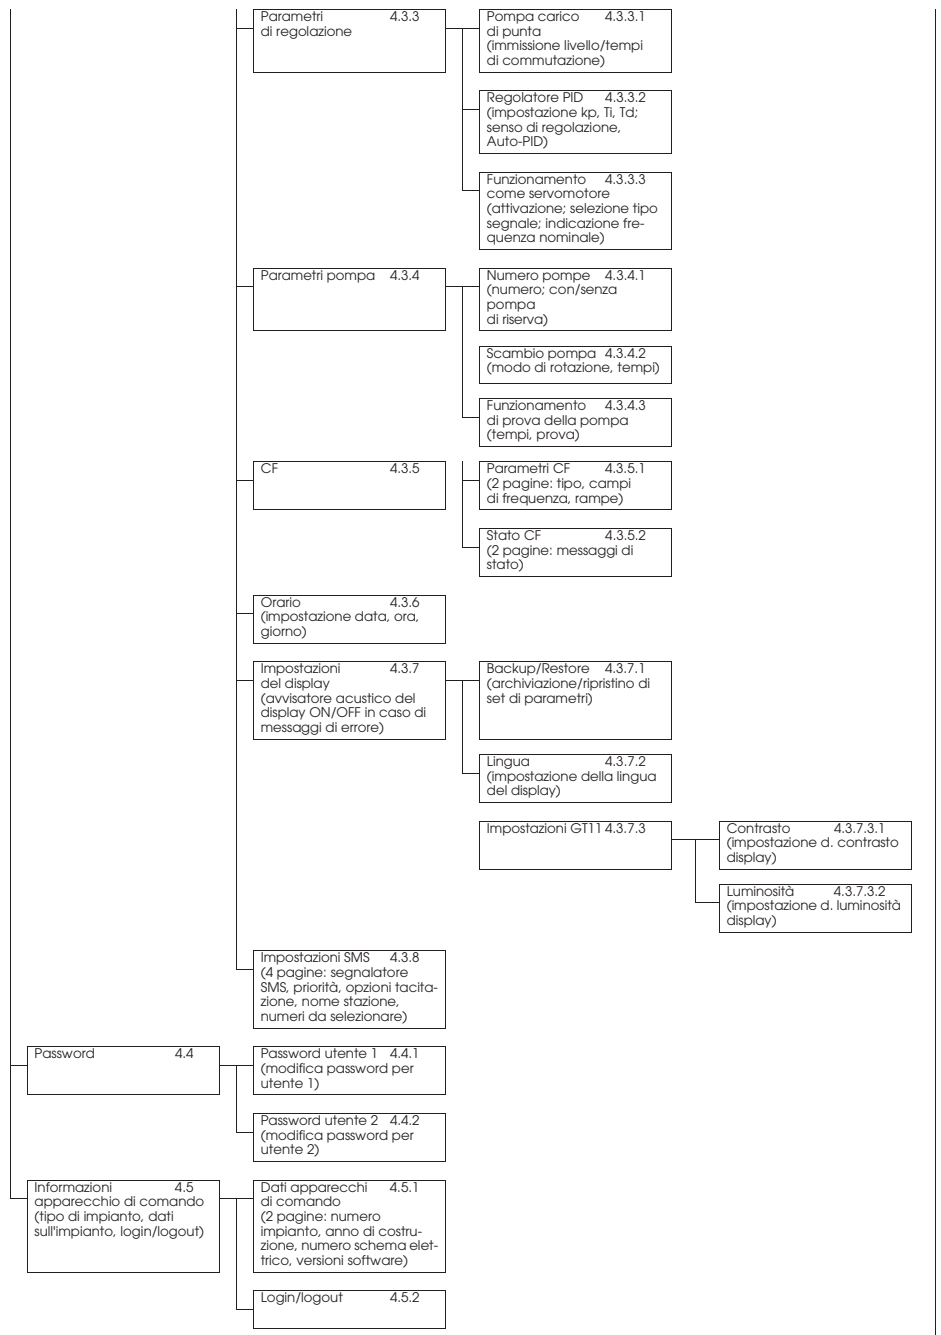 Parametri 4.3.3
di regolazione
Pompa carico 4.3.3.1
di punta
(immissione livello/tempi
di commutazione)
Regolatore PID 4.3.3.2
(impostazione kp, Ti, Td;
senso di regolazione,
Auto-PID)
Funzionamento 4.3.3.3
come servomotore
(attivazione; selezione tipo
segnale; indicazione fre-
quenza nominale)
Parametri pompa 4.3.4
Numero pompe 4.3.4.1
(numero; con/senza
pompa
di riserva)
Scambio pompa 4.3.4.2
(modo di rotazione, tempi)
Funzionamento 4.3.4.3
di prova della pompa
(tempi, prova)
CF 4.3.5
Parametri CF 4.3.5.1
(2 pagine: tipo, campi
di frequenza, rampe)
Stato CF 4.3.5.2
(2 pagine: messaggi di
stato)
Orario 4.3.6
(impostazione data, ora,
giorno)
Impostazioni 4.3.7
del display
(avvisatore acustico del
display ON/OFF in caso di
messaggi di errore)
Backup/Restore 4.3.7.1
(archiviazione/ripristino di
set di parametri)
Lingua 4.3.7.2
(impostazione della lingua
del display)
Impostazioni GT11 4.3.7.3
Contrasto 4.3.7.3.1
(impostazione d. contrasto
display)
Luminosità 4.3.7.3.2
(impostazione d. luminosità
display)
Impostazioni SMS 4.3.8
(4 pagine: segnalatore
SMS, priorità, opzioni tacita-
zione, nome stazione,
numeri da selezionare)
Password 4.4
Password utente 1 4.4.1
(modifica password per
utente 1)
Password utente 2 4.4.2
(modifica password per
utente 2)
Informazioni 4.5
apparecchio di comando
(tipo di impianto, dati
sull'impianto, login/logout)
Dati apparecchi 4.5.1
di comando
(2 pagine: numero
impianto, anno di costru-
zione, numero schema elet-
trico, versioni software)
Login/logout 4.5.2